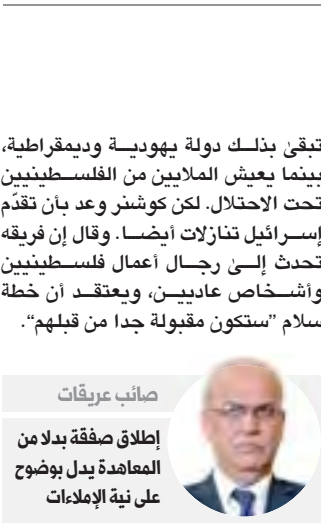 تبقىٰ بذلك دولة يهودية وديمقراطية،
بينما يعيش الملايين من الفلسطينيين
تحت الاحتلال. لكن كوشنر وعد بأن تقدّم
إسرائيل تنازلات أيضا. وقال إن فريقه
تحدث إلىٰ رجال أعمال فلسطينيين
وأشخاص عاديين، ويعتقد أن خطة
سلام ”ستكون مقبولة جدا من قبلهم“.
صائب عريقات
إطلاق صفقة بدلا من
المعاهدة يدل بوضوح
على نية الإملاءات